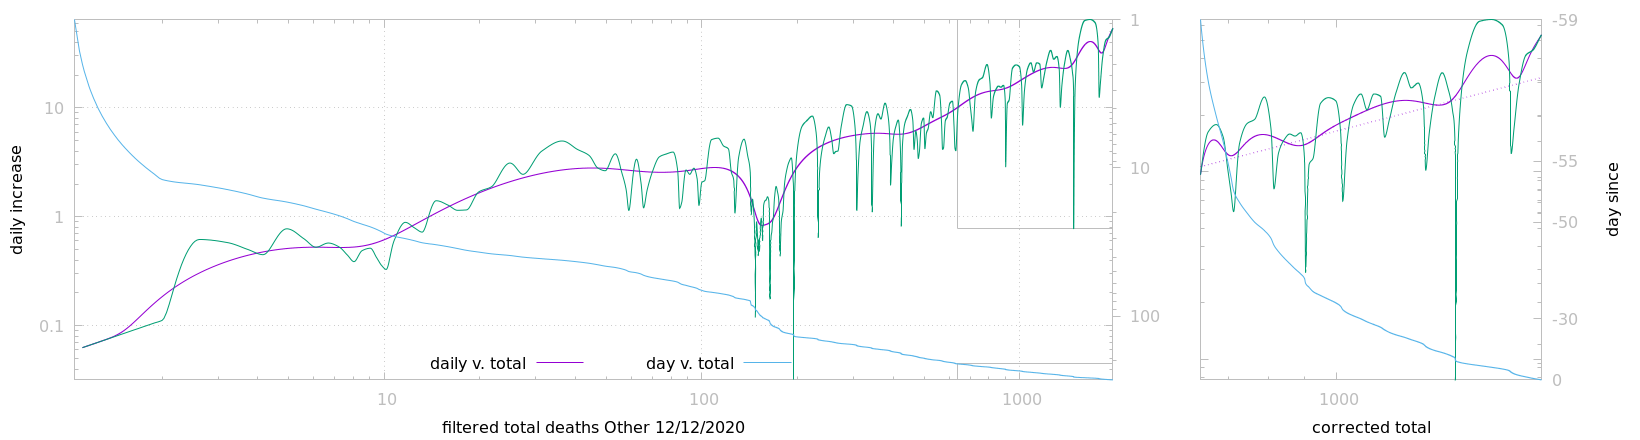 daily increase
10
1
0.1
1
10
100
daily v. total
day v. total
10
100
1000
filtered total deaths Other 12/12/2020
-59
-55
-50
-30
0
day since
1000
corrected total